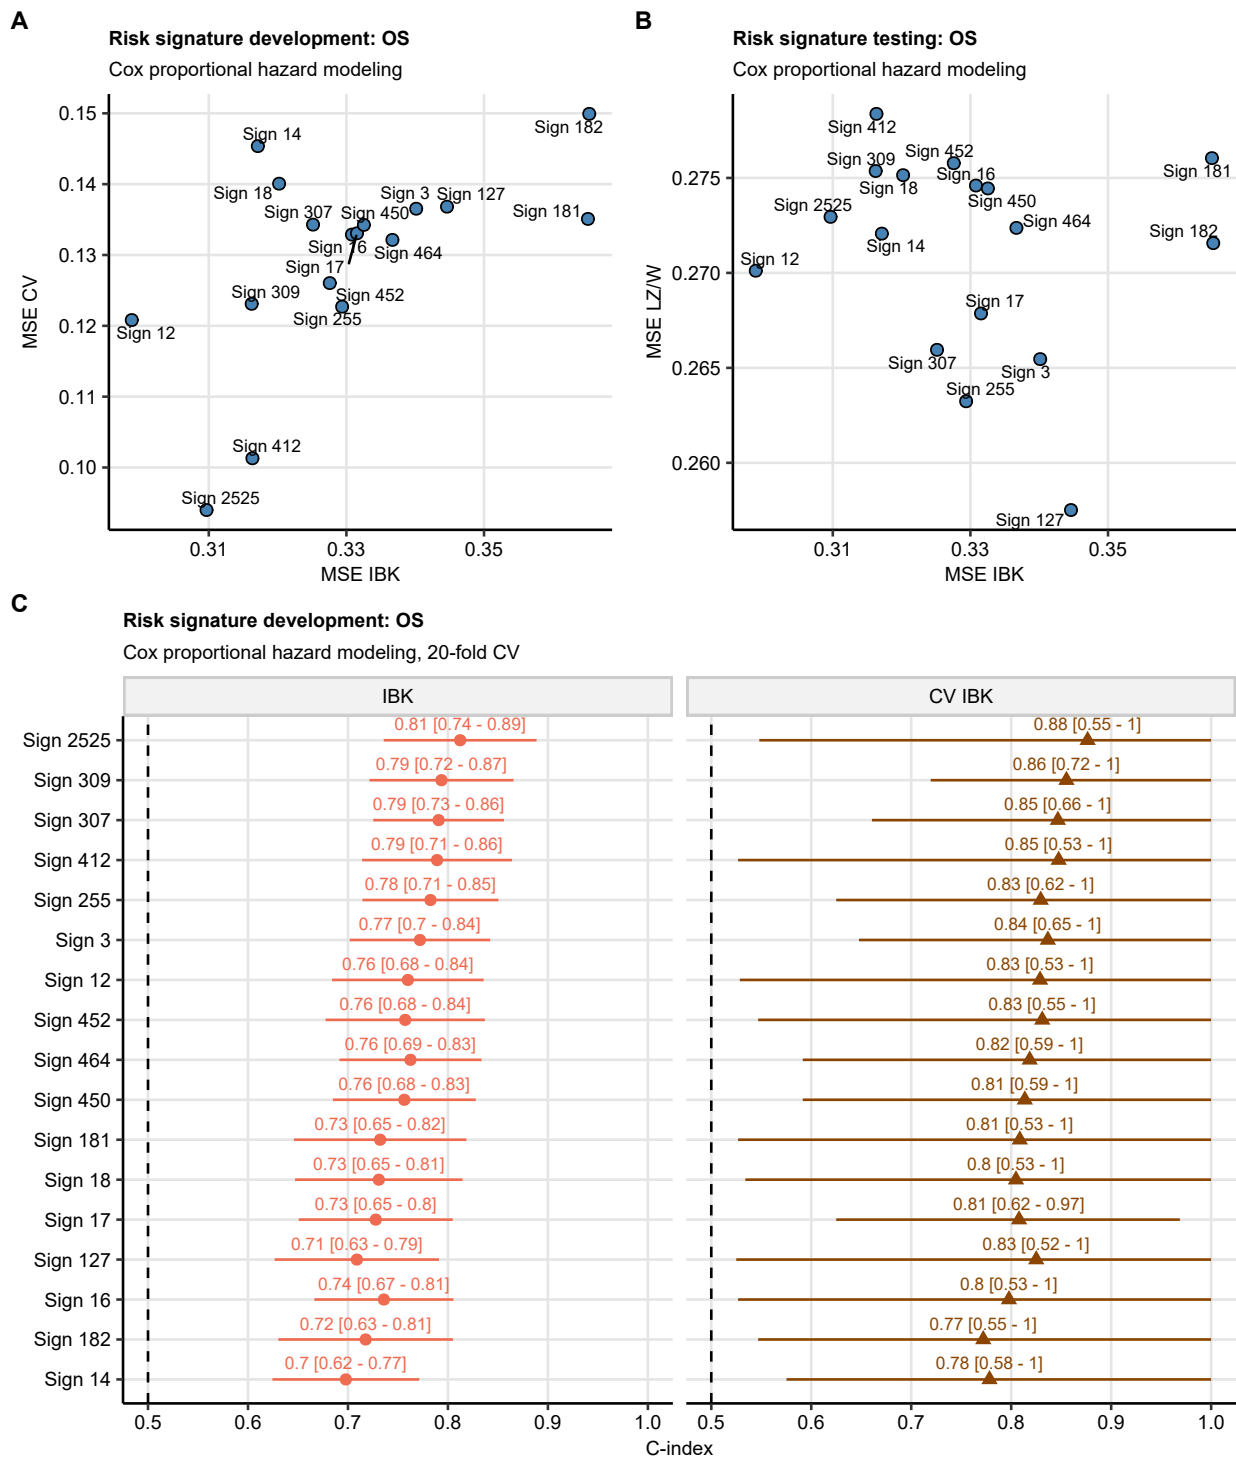 A
Risk signature development: OS
Cox proportional hazard modeling
MSE CV
0.15
0.14
0.13
0.12
0.11
0.10
Sign 182
Sign 14
Sign 18
Sign 3
Sign 127
Sign 307
Sign 450
Sign 181
Sign 16
Sign 464
Sign 17
Sign 309
Sign 452
Sign 255
Sign 12
Sign 412
Sign 2525
0.31
0.33
0.35
MSE IBK
B
Risk signature testing: OS
Cox proportional hazard modeling
MSE LZ/W
0.275
0.270
0.265
0.260
Sign 412
Sign 452
Sign 309
Sign 16
Sign 181
Sign 18
Sign 450
Sign 2525
Sign 464
Sign 14
Sign 182
Sign 12
Sign 17
Sign 307
Sign 3
Sign 255
Sign 127
0.31
0.33
0.35
MSE IBK
C
Risk signature development: OS
Cox proportional hazard modeling, 20-fold CV
IBK
CV IBK
Sign 2525 0.81 [0.74 - 0.89] 0.88 [0.55 - 1]
Sign 309 0.79 [0.72 - 0.87] 0.86 [0.72 - 1]
Sign 307 0.79 [0.73 - 0.86] 0.85 [0.66 - 1]
Sign 412 0.79 [0.71 - 0.86] 0.85 [0.53 - 1]
Sign 255 0.78 [0.71 - 0.85] 0.83 [0.62 - 1]
Sign 3 0.77 [0.7 - 0.84] 0.84 [0.65 - 1]
Sign 12 0.76 [0.68 - 0.84] 0.83 [0.53 - 1]
Sign 452 0.76 [0.68 - 0.84] 0.83 [0.55 - 1]
Sign 464 0.76 [0.69 - 0.83] 0.82 [0.59 - 1]
Sign 450 0.76 [0.68 - 0.83] 0.81 [0.59 - 1]
Sign 181 0.73 [0.65 - 0.82] 0.81 [0.53 - 1]
Sign 18 0.73 [0.65 - 0.81] 0.8 [0.53 - 1]
Sign 17 0.73 [0.65 - 0.8] 0.81 [0.62 - 0.97]
Sign 127 0.71 [0.63 - 0.79] 0.83 [0.52 - 1]
Sign 16 0.74 [0.67 - 0.81] 0.8 [0.53 - 1]
Sign 182 0.72 [0.63 - 0.81] 0.77 [0.55 - 1]
Sign 14 0.7 [0.62 - 0.77] 0.78 [0.58 - 1]
0.5 0.6 0.7 0.8 0.9 1.0 0.5 0.6 0.7 0.8 0.9 1.0
C-index